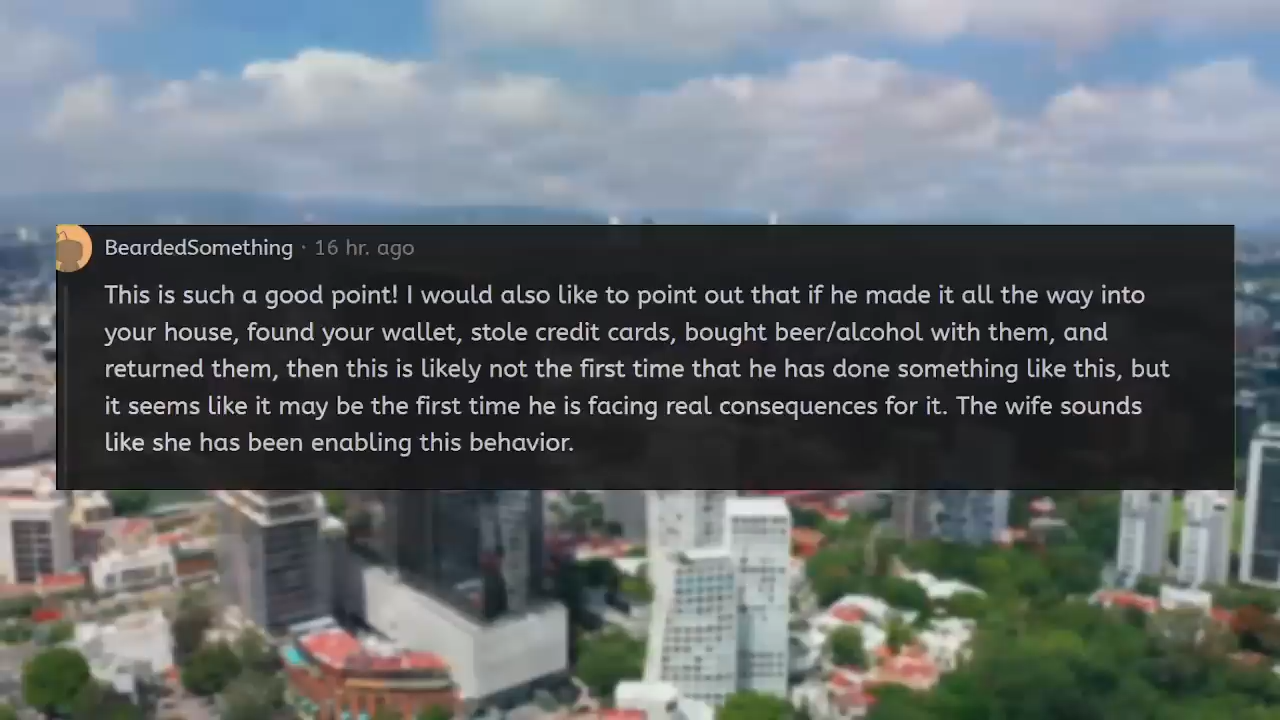 BeardedSomething · 16 hr. ago
This is such a good point! I would also like to point out that if he made it all the way into
your house, found your wallet, stole credit cards, bought beer/alcohol with them, and
returned them, then this is likely not the first time that he has done something like this, but
it seems like it may be the first time he is facing real consequences for it. The wife sounds
like she has been enabling this behavior.